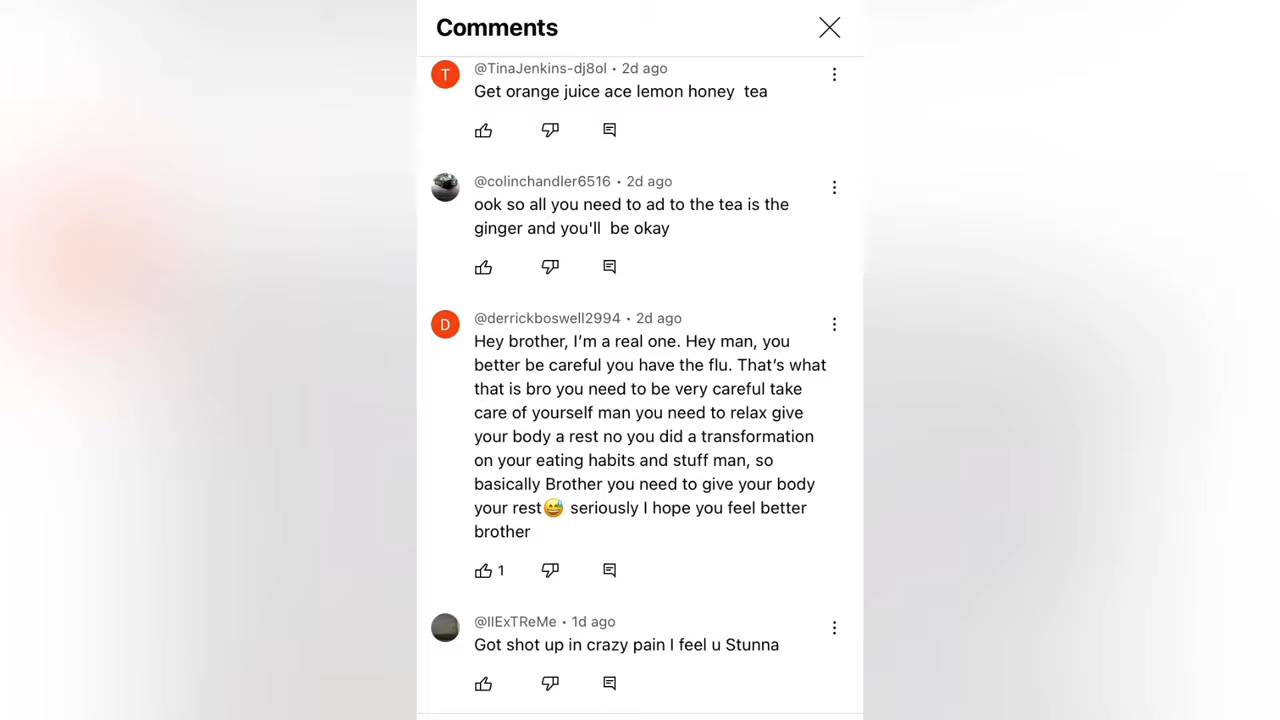 Comments
T
@TinaJenkins-dj8ol • 2d ago
Get orange juice ace lemon honey  tea
@colinchandler6516 • 2d ago
ook so all you need to ad to the tea is the
ginger and you'll  be okay
D
@derrickboswell2994 • 2d ago
Hey brother, I’m a real one. Hey man, you
better be careful you have the flu. That’s what
that is bro you need to be very careful take
care of yourself man you need to relax give
your body a rest no you did a transformation
on your eating habits and stuff man, so
basically Brother you need to give your body
your rest😅 seriously I hope you feel better
brother
1
@IIExTReMe • 1d ago
Got shot up in crazy pain I feel u Stunna